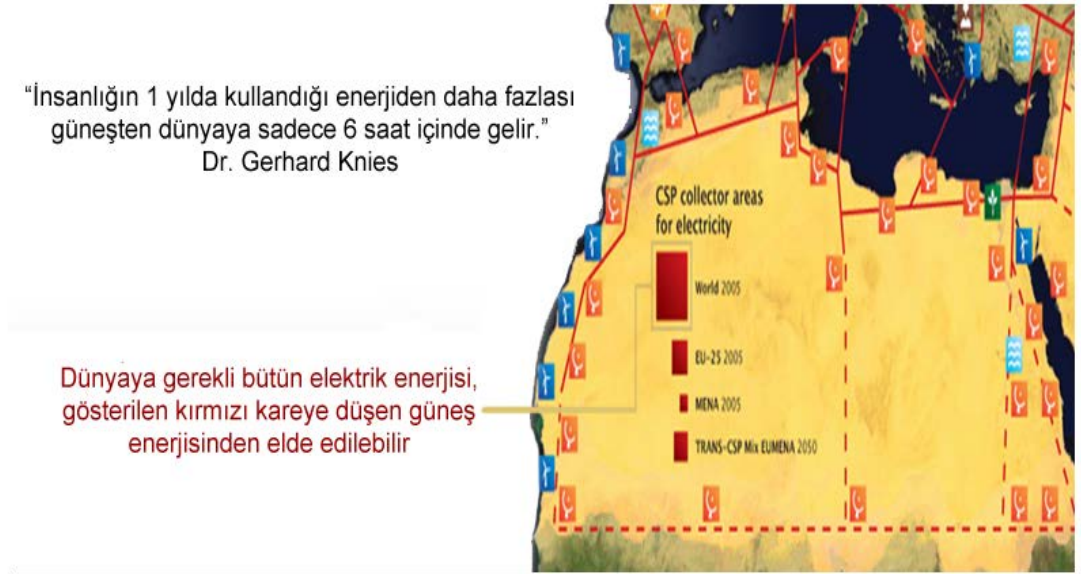 “İnsanlığın 1 yılda kullandığı enerjiden daha fazlası
güneşten dünyaya sadece 6 saat içinde gelir.”
Dr. Gerhard Knies
Dünyaya gerekli bütün elektrik enerjisi,
gösterilen kırmızı kareye düşen güneş
enerjisinden elde edilebilir
CSP collector areas
for electricity
World 2005
EU-25 2005
MENA 2005
TRANS-CSP Mix EUMENA 2050